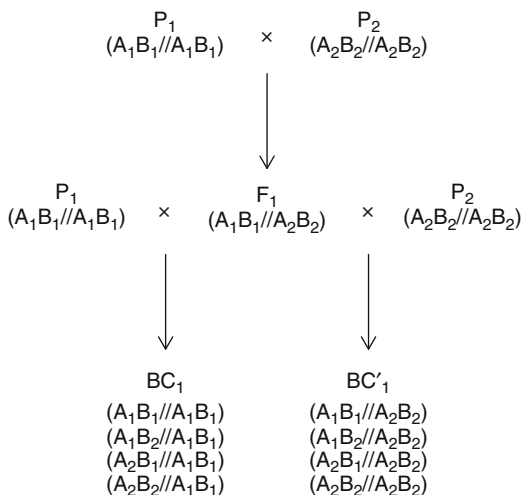 P₁ P₂
(A₁B₁//A₁B₁) × (A₂B₂//A₂B₂)
P₁ F₁ P₂
(A₁B₁//A₁B₁) × (A₁B₁//A₂B₂) × (A₂B₂//A₂B₂)
BC₁ BC′₁
(A₁B₁//A₁B₁) (A₁B₁//A₂B₂)
(A₁B₂//A₁B₁) (A₁B₂//A₂B₂)
(A₂B₁//A₁B₁) (A₂B₁//A₂B₂)
(A₂B₂//A₁B₁) (A₂B₂//A₂B₂)